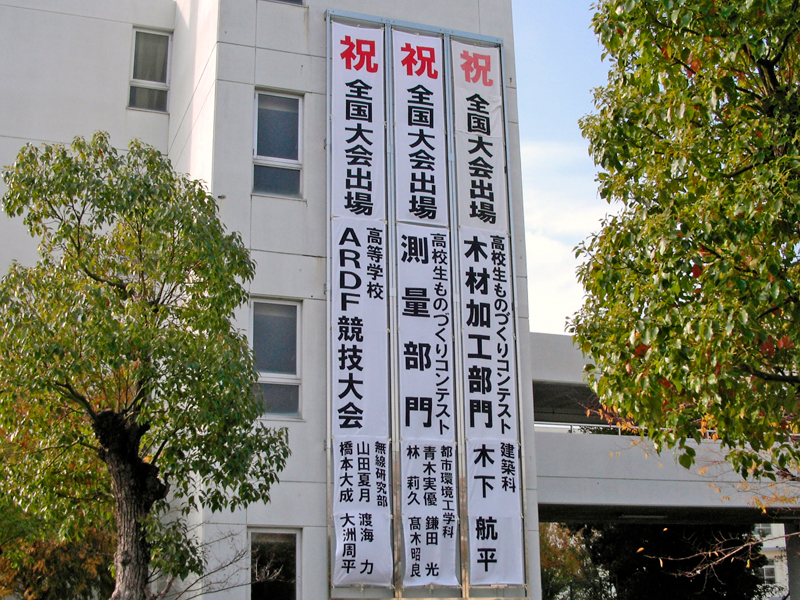 祝
全国大会出場
高校生ものづくりコンテスト
木材加工部門
建築科
木下 航平
祝
全国大会出場
高校生ものづくりコンテスト
測量部門
都市環境工学科
青木実優 鎌田 光
林 莉久 髙木昭良
祝
全国大会出場
高等学校
ARDF競技大会
無線研究部
山田夏月 渡海 力
橋本大成 大洲周平